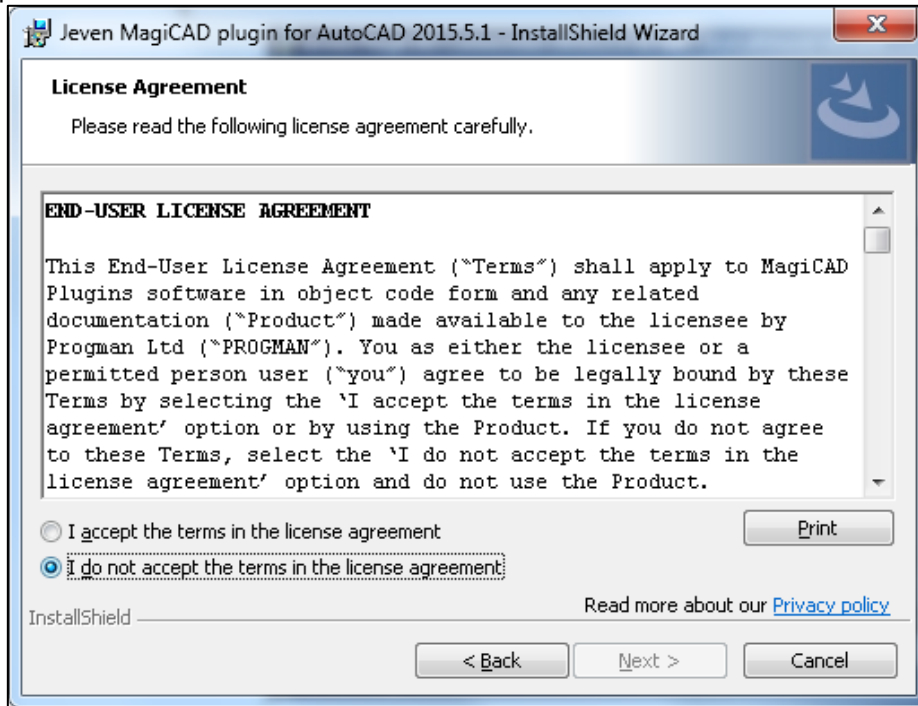 Jeven MagiCAD plugin for AutoCAD 2015.5.1 - InstallShield Wizard
License Agreement
Please read the following license agreement carefully.
END-USER LICENSE AGREEMENT
This End-User License Agreement (“Terms”) shall apply to MagiCAD
Plugins software in object code form and any related
documentation (“Product”) made available to the licensee by
Progman Ltd (“PROGMAN”). You as either the licensee or a
permitted person user (“you”) agree to be legally bound by these
Terms by selecting the ‘I accept the terms in the license
agreement’ option or by using the Product. If you do not agree
to these Terms, select the ‘I do not accept the terms in the
license agreement’ option and do not use the Product.
I accept the terms in the license agreement
Print
I do not accept the terms in the license agreement
Read more about our Privacy policy
InstallShield
< Back
Next >
Cancel